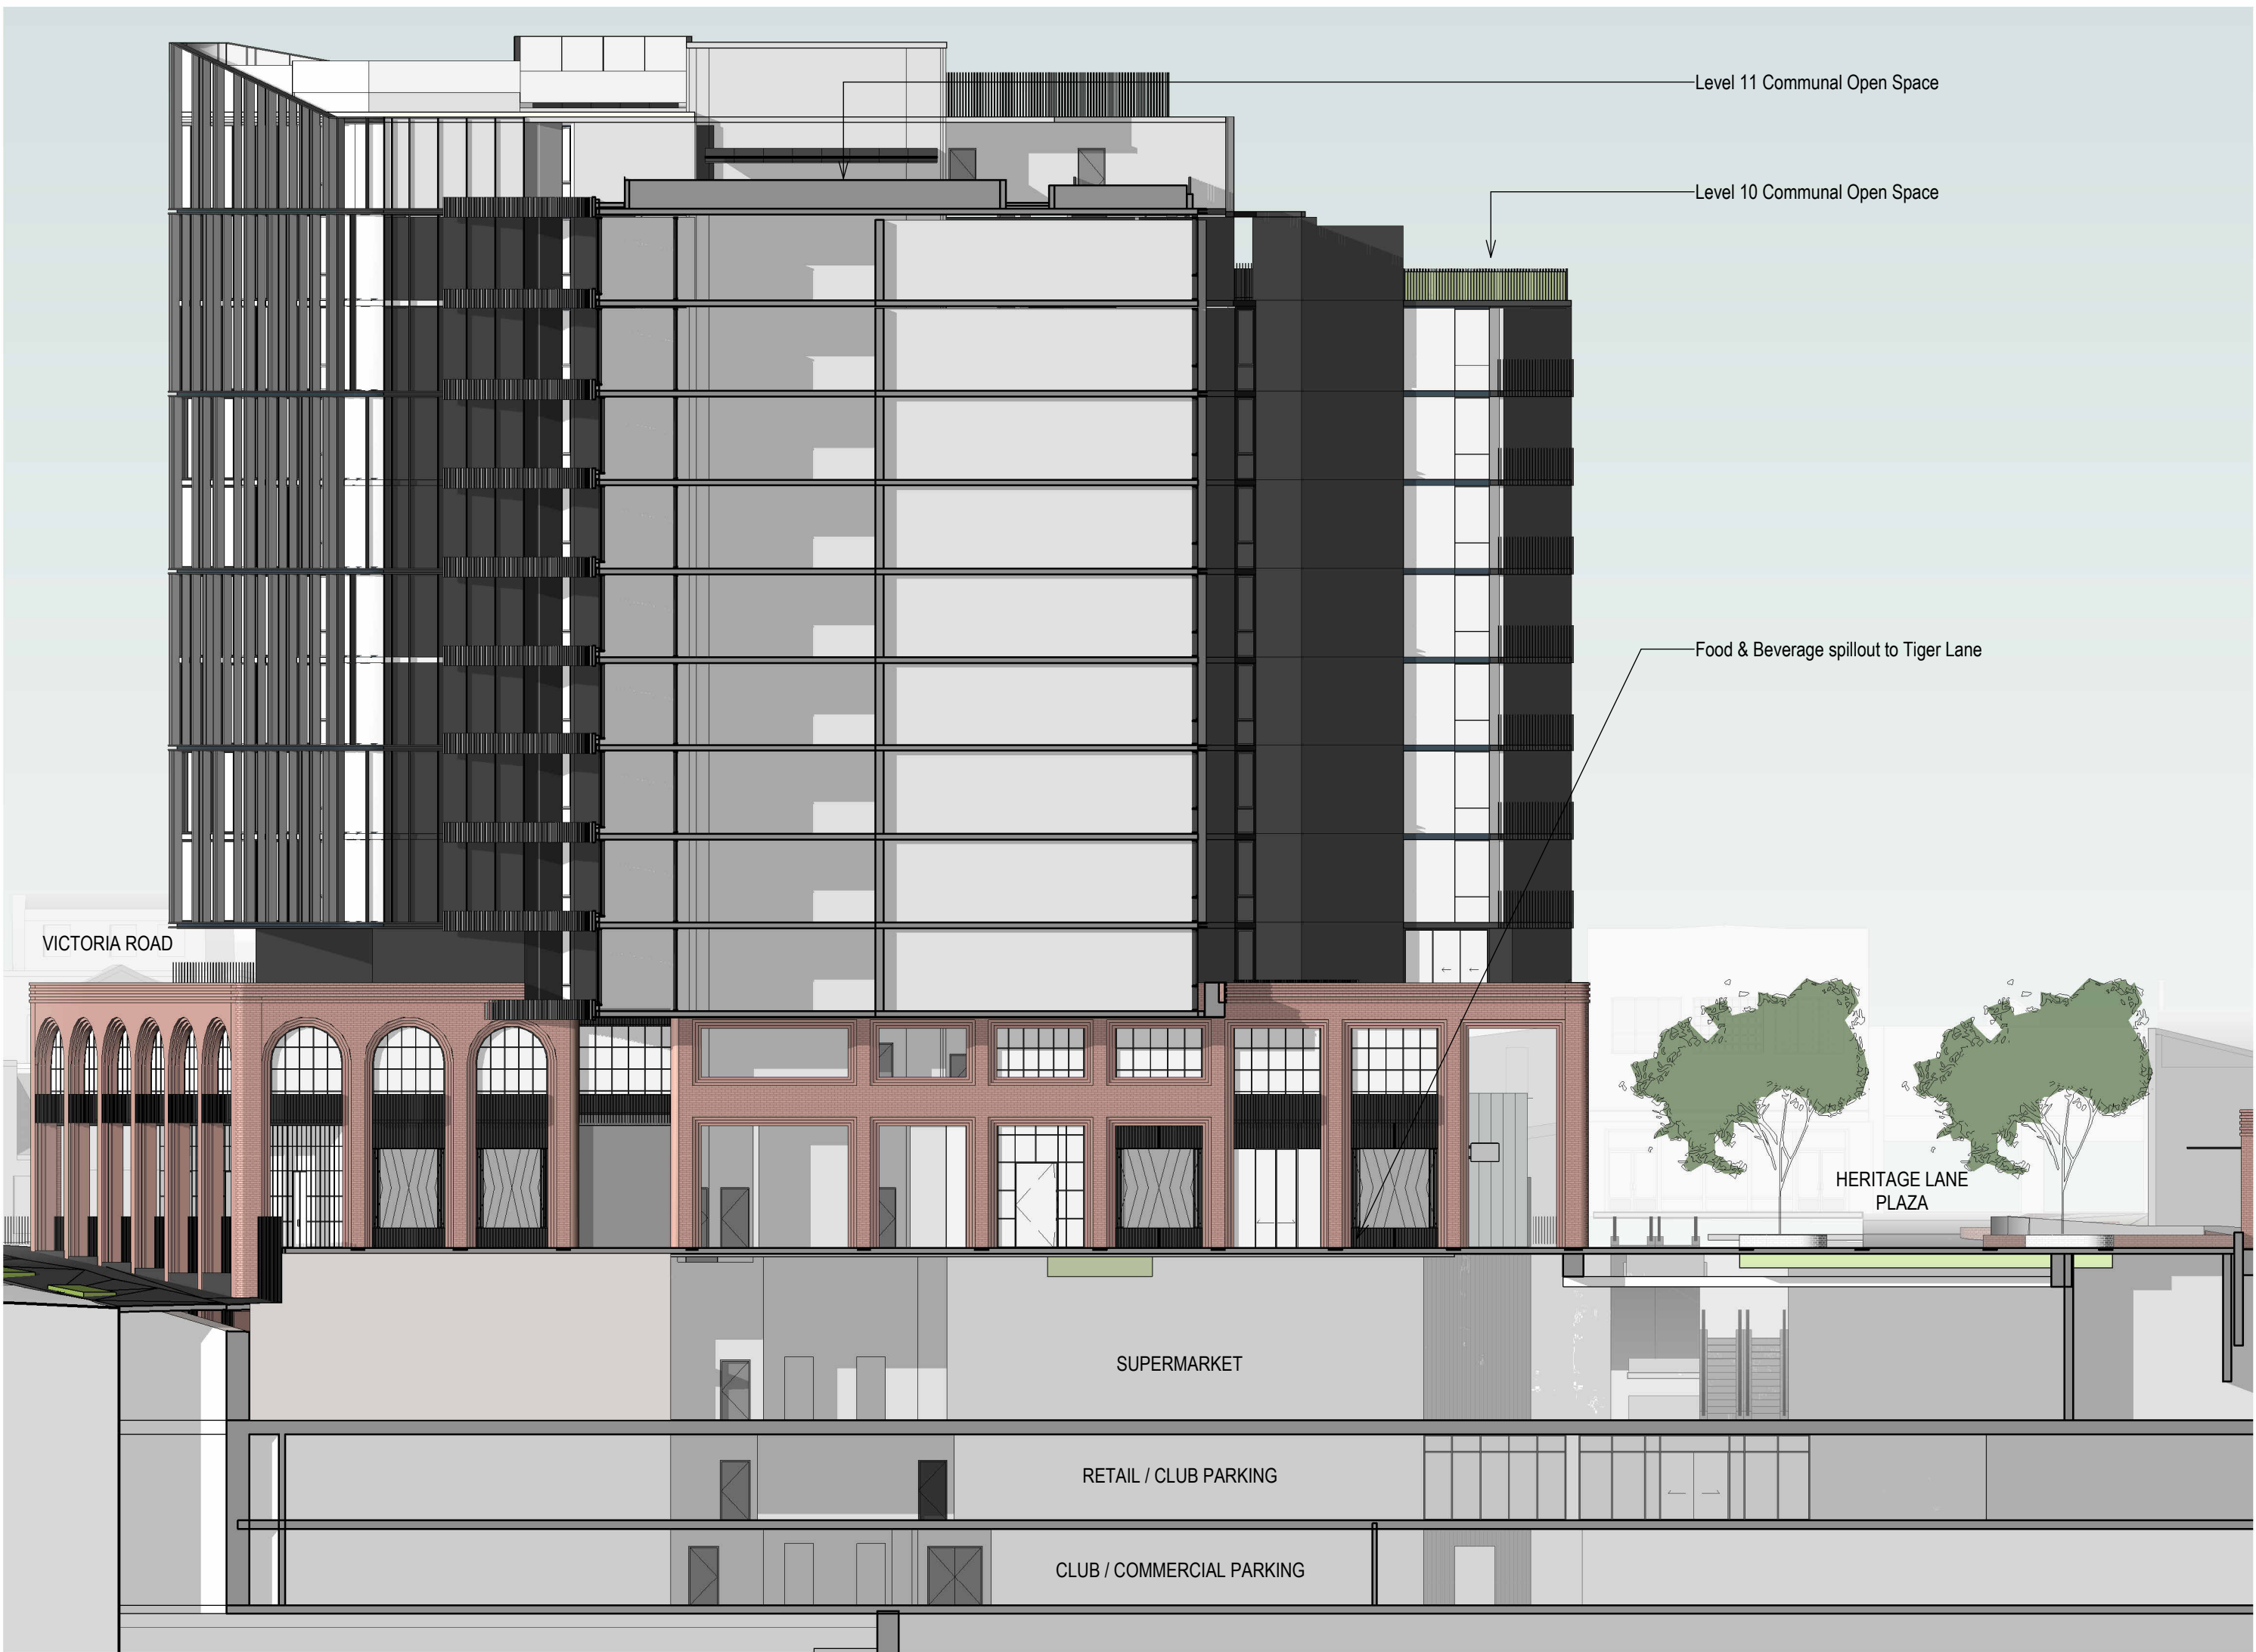 Level 11 Communal Open Space
Level 10 Communal Open Space
Food & Beverage spillout to Tiger Lane
VICTORIA ROAD
HERITAGE LANE
PLAZA
SUPERMARKET
RETAIL / CLUB PARKING
CLUB / COMMERCIAL PARKING